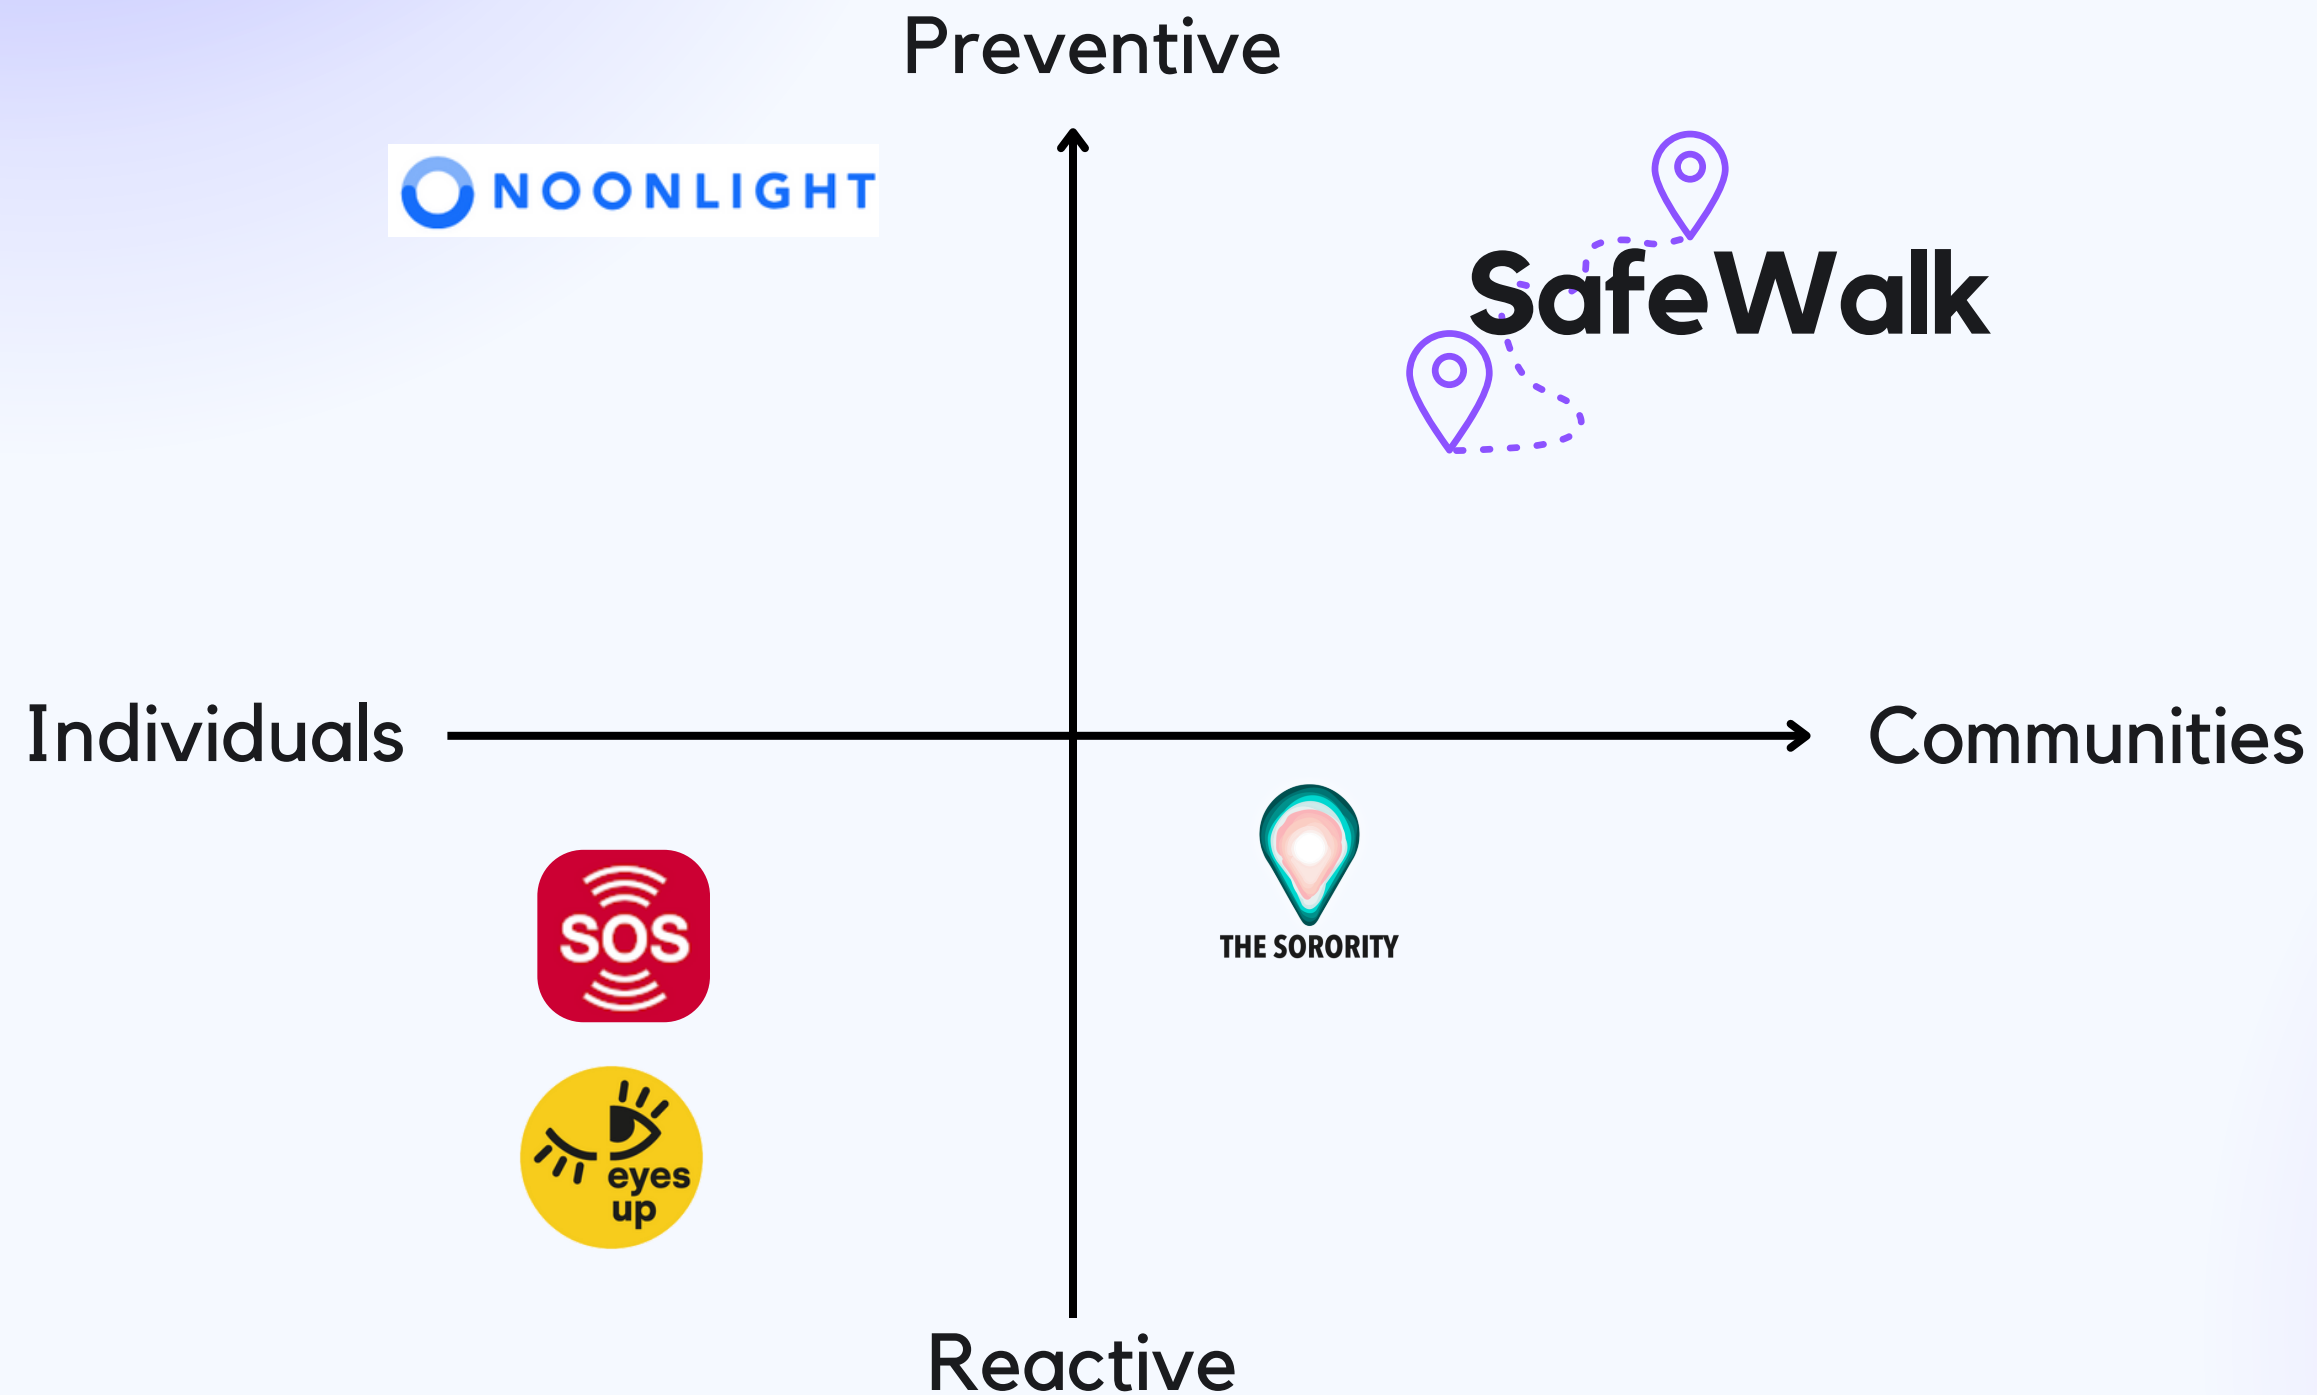 Preventive
NOONLIGHT
SafeWalk
Individuals
Communities
SOS
THE SORORITY
eyes
up
Reactive